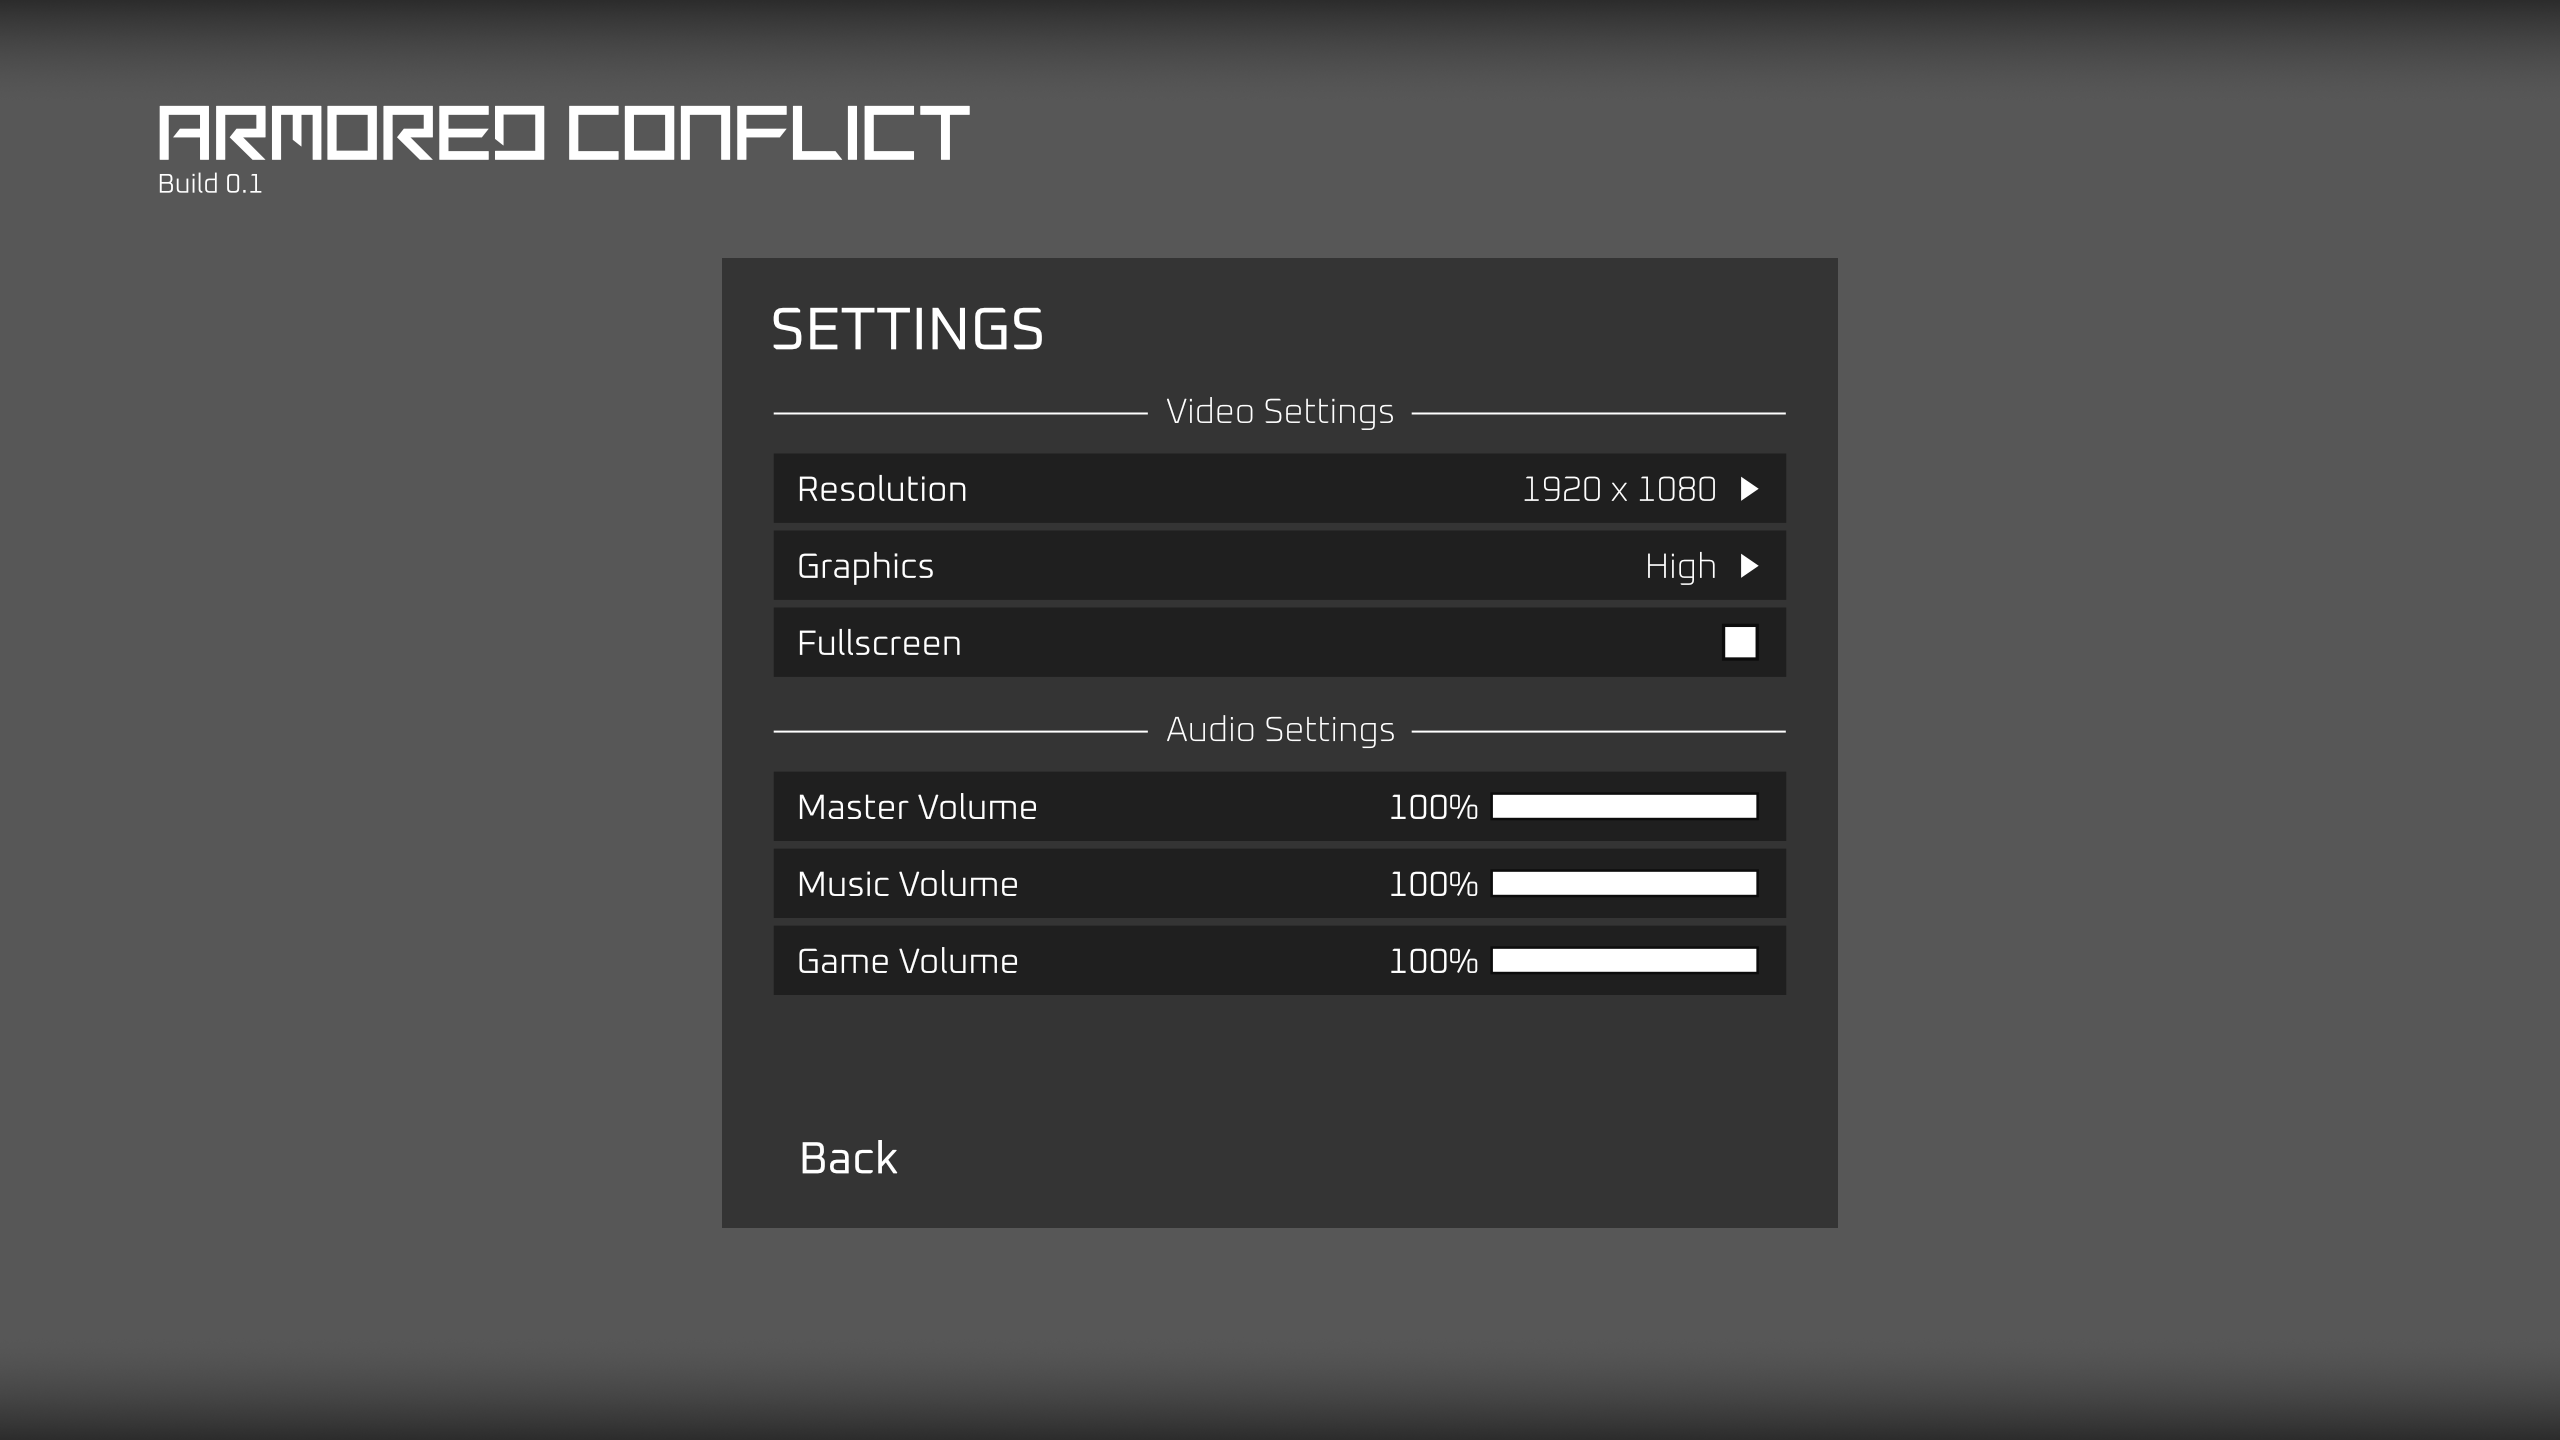 ARMORED CONFLICT
Build 0.1
SETTINGS
Video Settings
Resolution 1920 x 1080
Graphics High
Fullscreen
Audio Settings
Master Volume 100%
Music Volume 100%
Game Volume 100%
Back